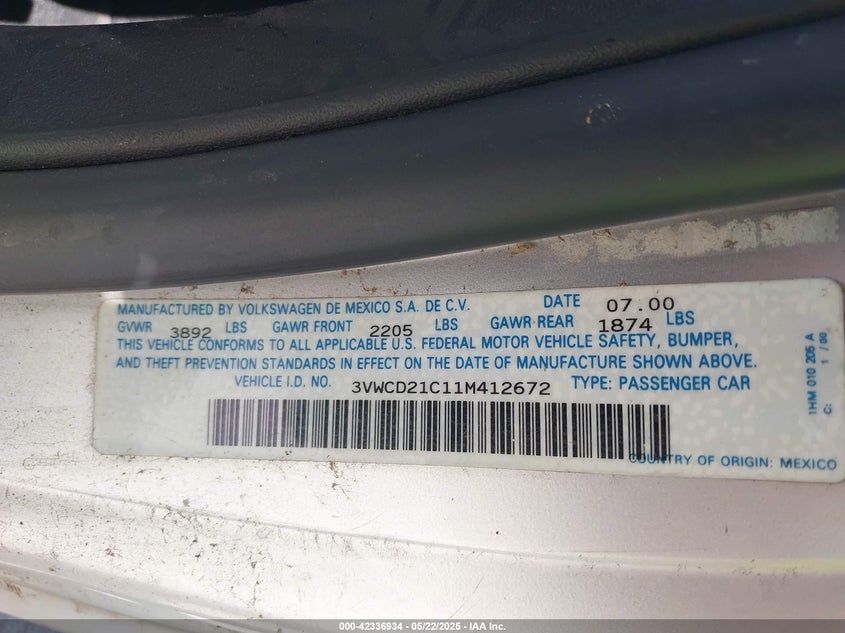 MANUFACTURED BY VOLKSWAGEN DE MEXICO S.A. DE C.V. DATE 07.00
GVWR 3892 LBS GAWR FRONT 2205 LBS GAWR REAR 1874 LBS
THIS VEHICLE CONFORMS TO ALL APPLICABLE U.S. FEDERAL MOTOR VEHICLE SAFETY, BUMPER,
AND THEFT PREVENTION STANDARDS IN EFFECT ON THE DATE OF MANUFACTURE SHOWN ABOVE.
VEHICLE I.D. NO. 3VWCD21C11M412672 TYPE: PASSENGER CAR
COUNTRY OF ORIGIN: MEXICO
1HM 010 205 A
C: 1 / 00
000-42336934 - 05/22/2025 - IAA Inc.